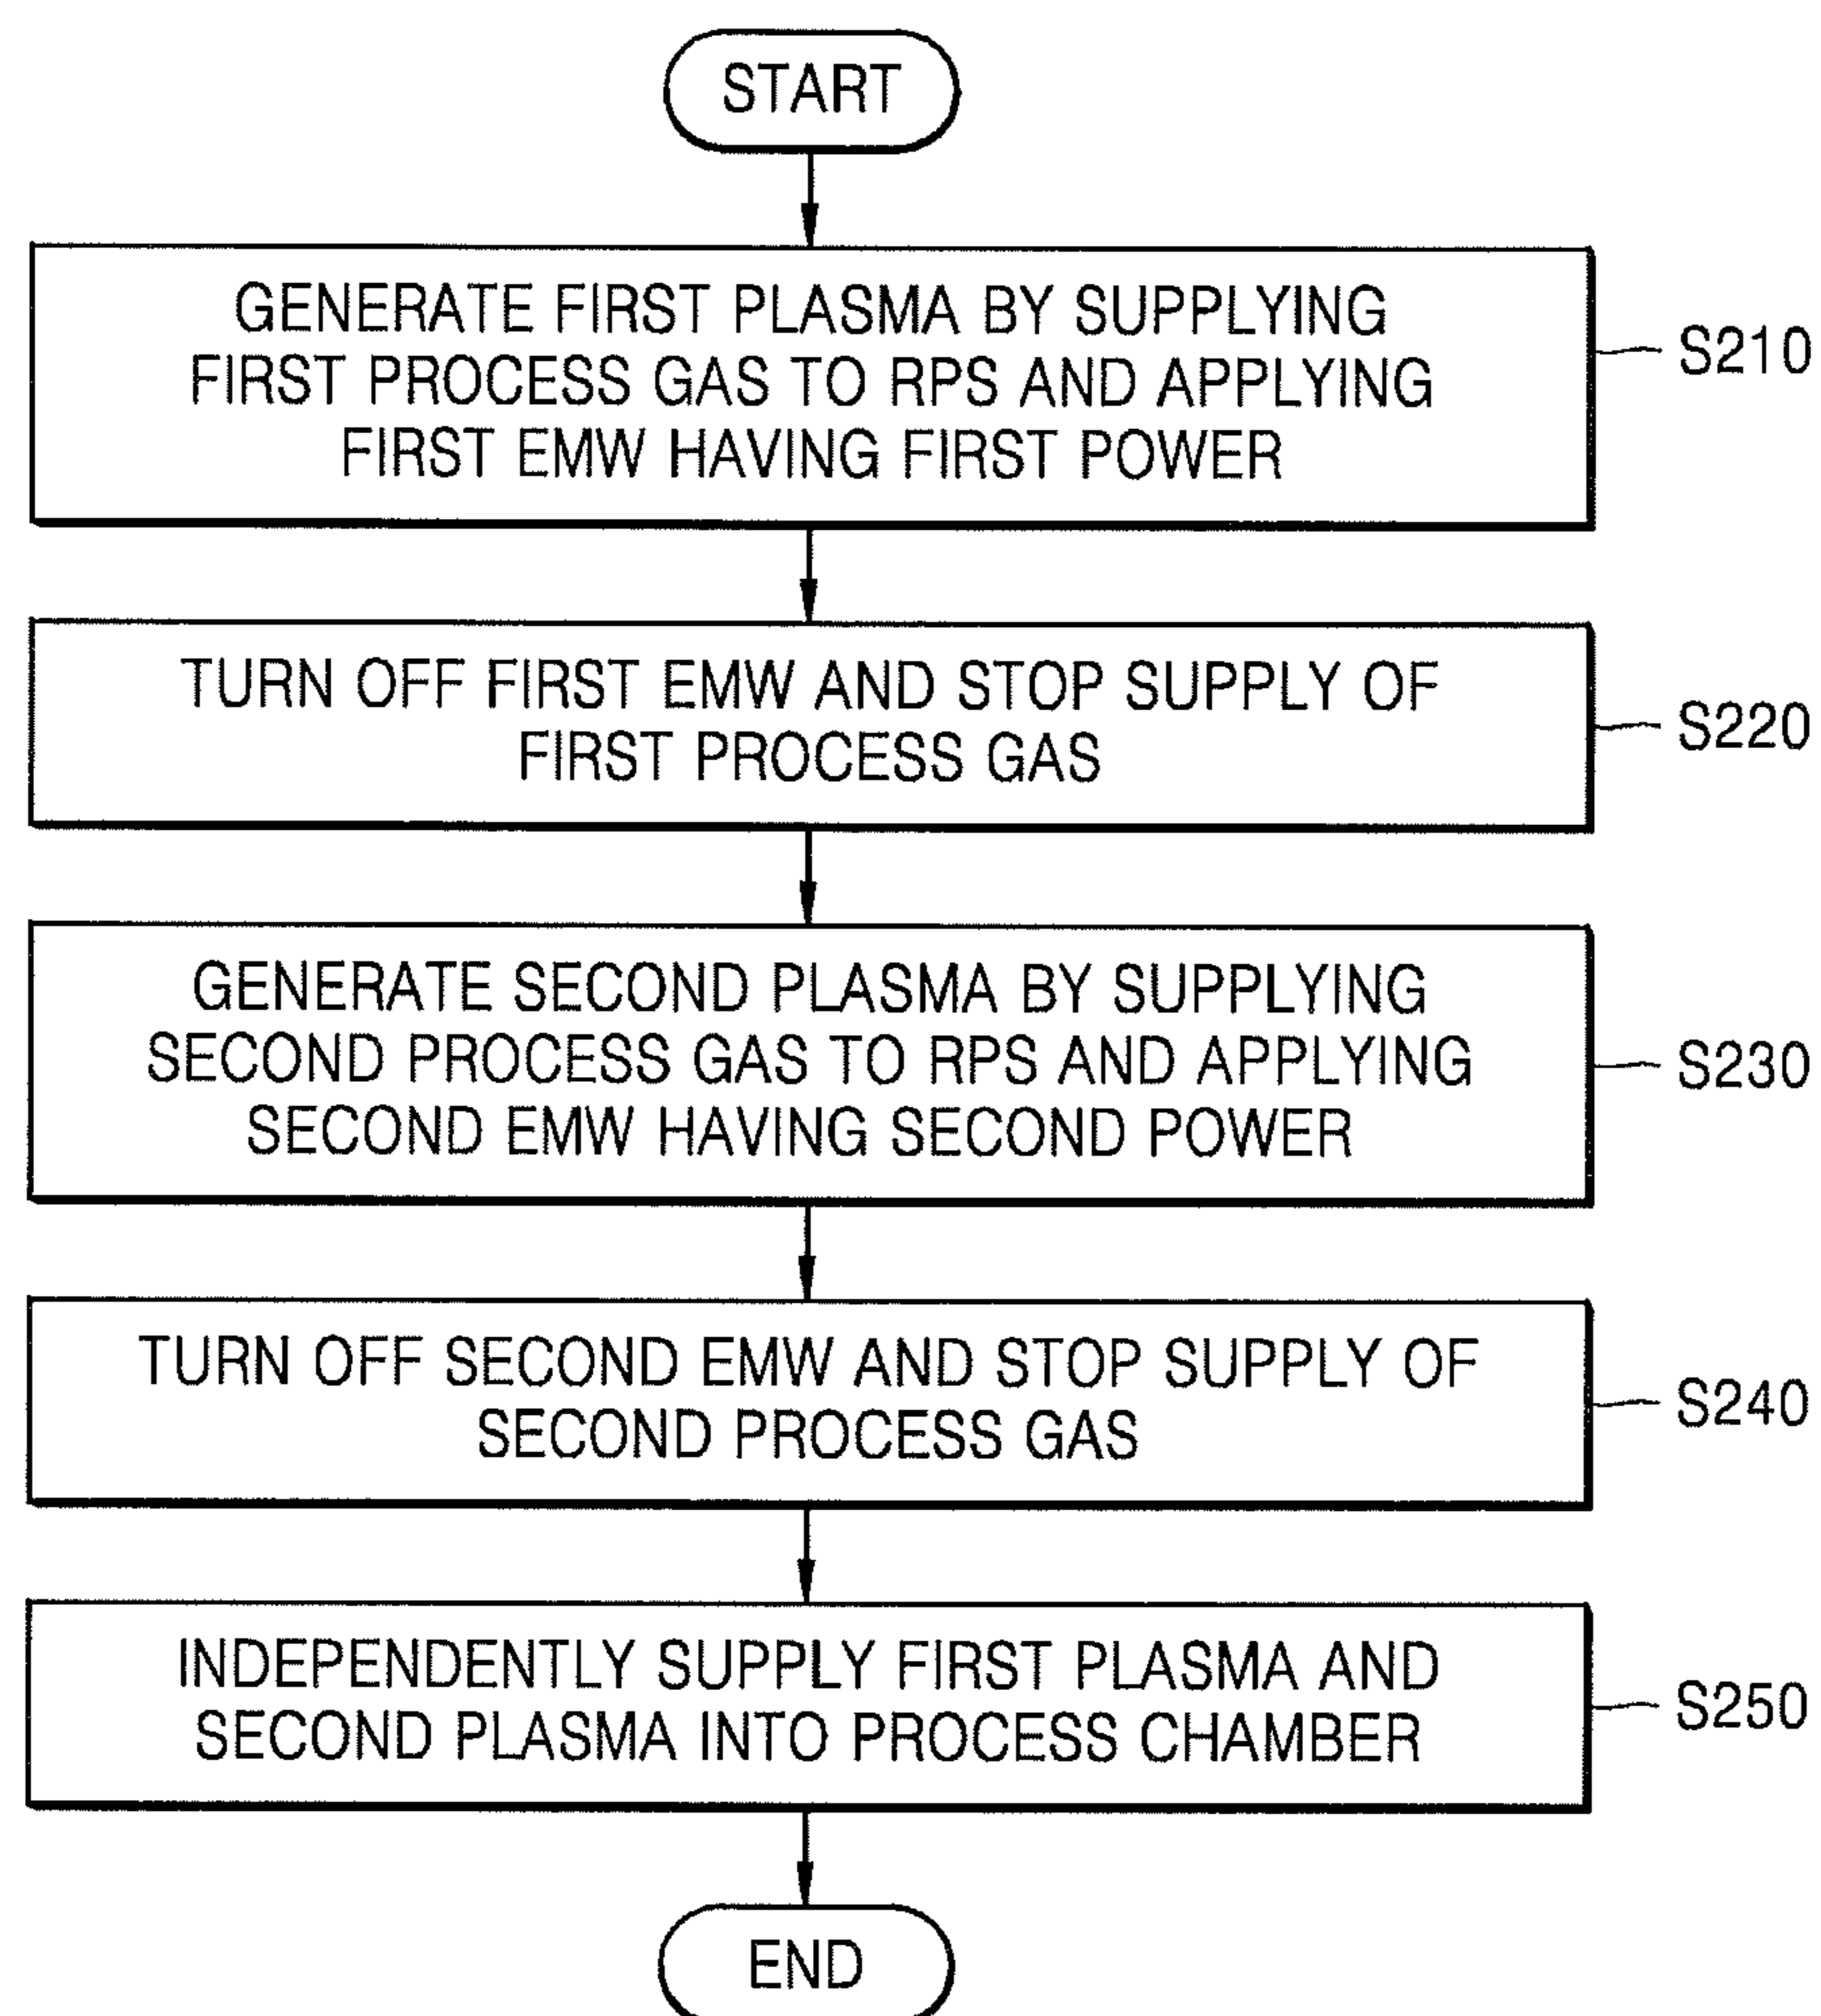 START
GENERATE FIRST PLASMA BY SUPPLYING
FIRST PROCESS GAS TO RPS AND APPLYING
FIRST EMW HAVING FIRST POWER
S210
TURN OFF FIRST EMW AND STOP SUPPLY OF
FIRST PROCESS GAS
S220
GENERATE SECOND PLASMA BY SUPPLYING
SECOND PROCESS GAS TO RPS AND APPLYING
SECOND EMW HAVING SECOND POWER
S230
TURN OFF SECOND EMW AND STOP SUPPLY OF
SECOND PROCESS GAS
S240
INDEPENDENTLY SUPPLY FIRST PLASMA AND
SECOND PLASMA INTO PROCESS CHAMBER
S250
END